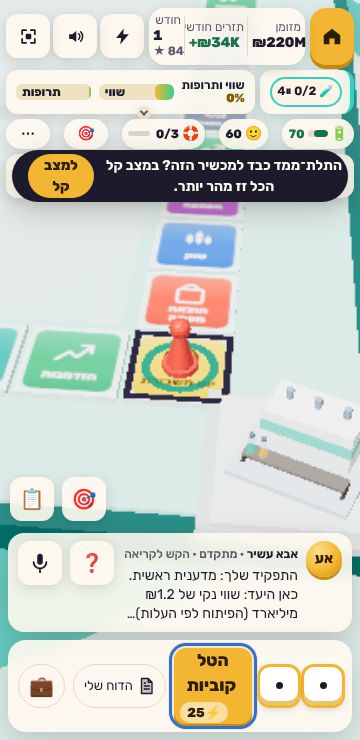 מזומן
₪220M
תזרים חודשי
+₪34K
חודש
1
★ 84
0/2 4
שווי ותרופות
0%
שווי
תרופות
70
60
0/3
...
התלת־ממד כבד למכשיר הזה? במצב קל
הכל זז מהר יותר.
למצב
קל
שוק
הזדמנות
אע
אבא עשיר • מתקדם • הקש לקריאה
התפקיד שלך: מדענית ראשית.
כאן היעד: שווי נקי של ₪1.2
מיליארד (הפיתוח לפי העלות)...
?
הטל
קוביות
25⚡
הדוח שלי